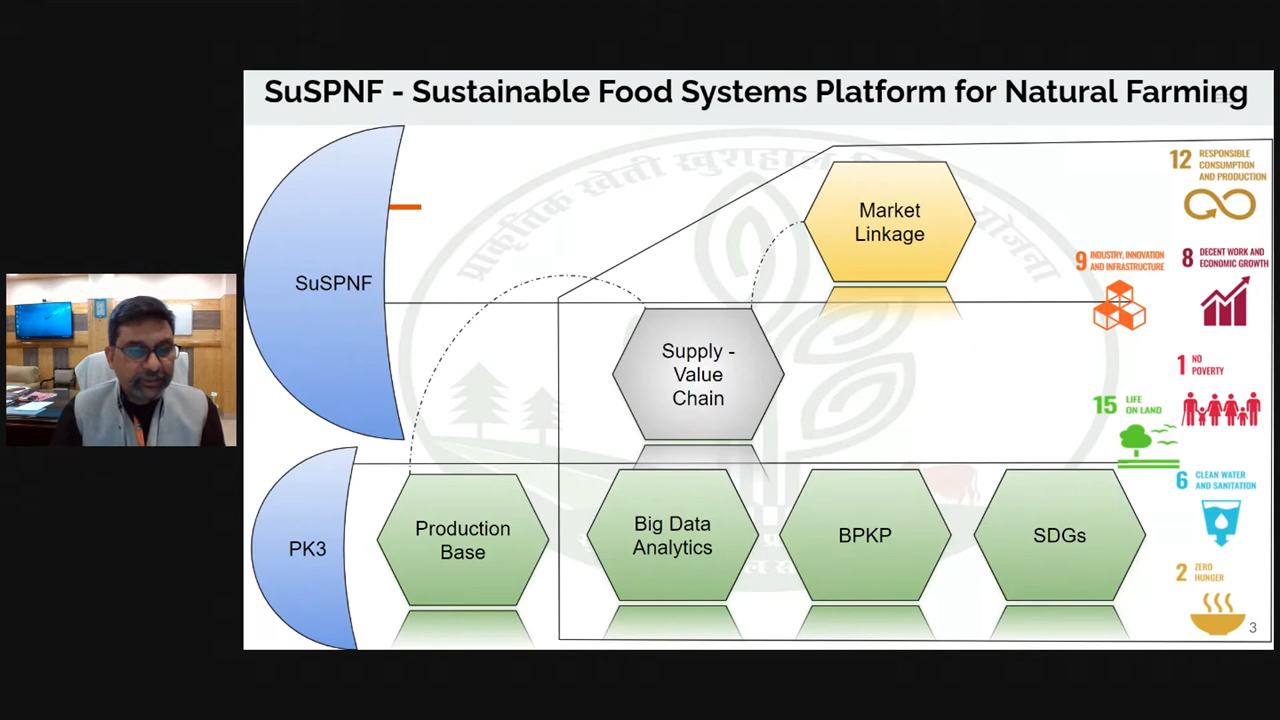 SuSPNF - Sustainable Food Systems Platform for Natural Farming
प्राकृतिक खेती खुशहाल
योजना
SuSPNF
Market
Linkage
Supply -
Value
Chain
PK3
Production
Base
Big Data
Analytics
BPKP
SDGs
12 RESPONSIBLE
CONSUMPTION
AND PRODUCTION
9 INDUSTRY, INNOVATION
AND INFRASTRUCTURE
8 DECENT WORK AND
ECONOMIC GROWTH
1 NO
POVERTY
15 LIFE
ON LAND
6 CLEAN WATER
AND SANITATION
2 ZERO
HUNGER
3